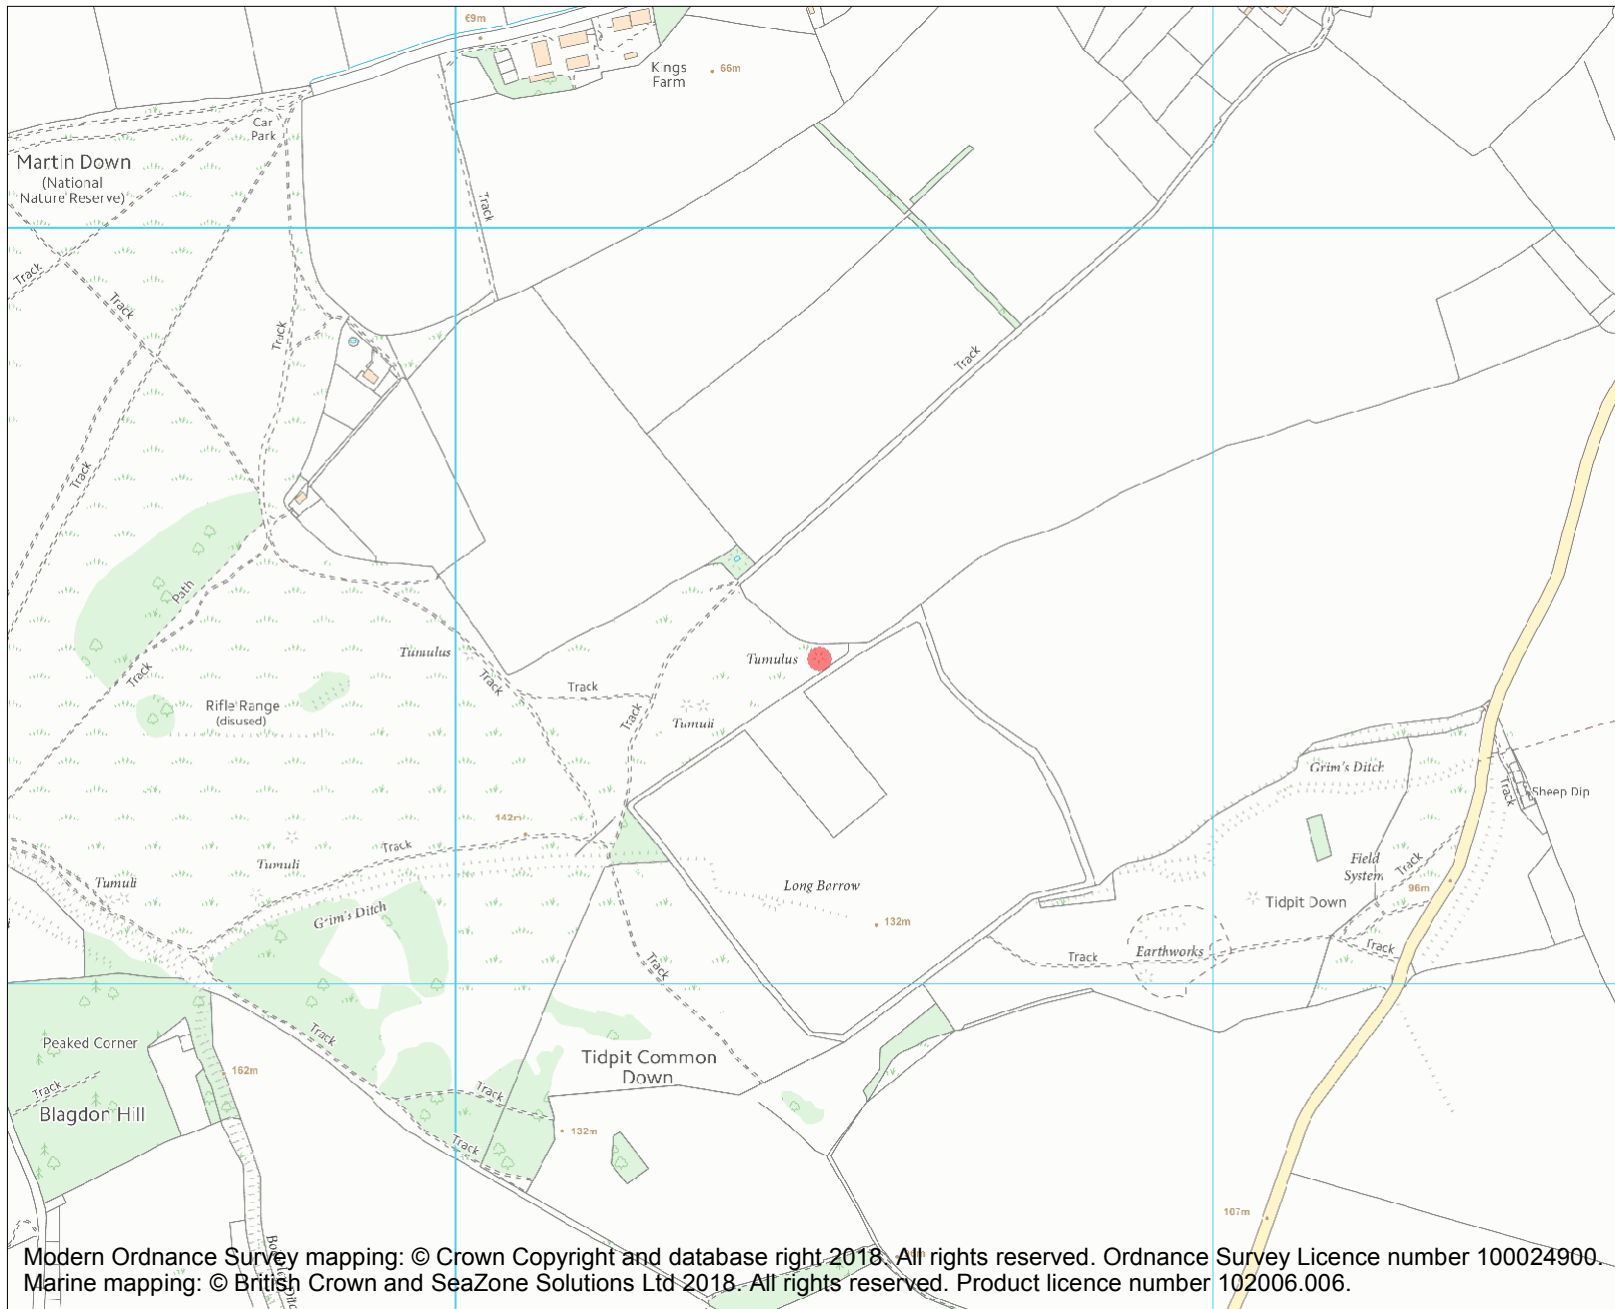 69m
Kings
Farm
66m
Car
Park
Martin Down
(National
Nature Reserve)
Track
Track
Track
Track
Track
Track
Path
Track
Tumulus
Tumulus
Track
Track
Rifle Range
(disused)
Track
Tumuli
Grim's Ditch
Track
Sheep Dip
142m
Track
Tumuli
Tumuli
Long Barrow
Field
System
Track
96m
Tidpit Down
Grim's Ditch
132m
Track
Earthworks
Track
Track
Peaked Corner
Track
Tidpit Common
Down
162m
Track
Track
Blagdon Hill
132m
Track
167m
Modern Ordnance Survey mapping: © Crown Copyright and database right 2018. All rights reserved. Ordnance Survey Licence number 100024900.
Marine mapping: © British Crown and SeaZone Solutions Ltd 2018. All rights reserved. Product licence number 102006.006.